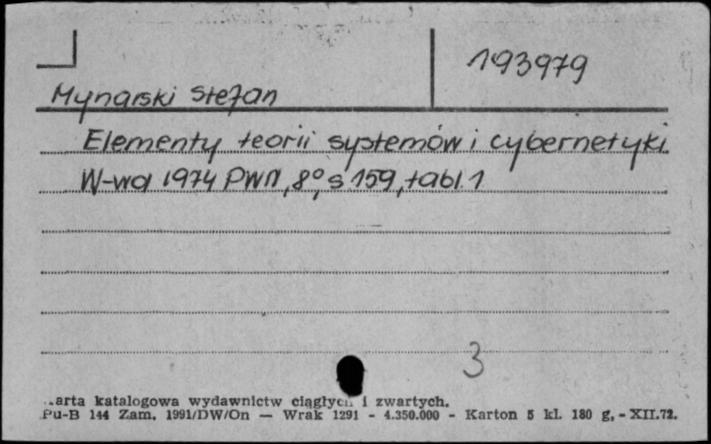 193979
Mynarski Stefan
Elementy teorii systemów i cybernetyki
W-wa 1974 PWN, 8°, s 159, tabl. 1
3
Karta katalogowa wydawnictw ciągłych i zwartych.
Pu-B 144 Zam. 1991/DW/On — Wrak 1291 - 4.350.000 - Karton 5 kl. 180 g, - XII.72.